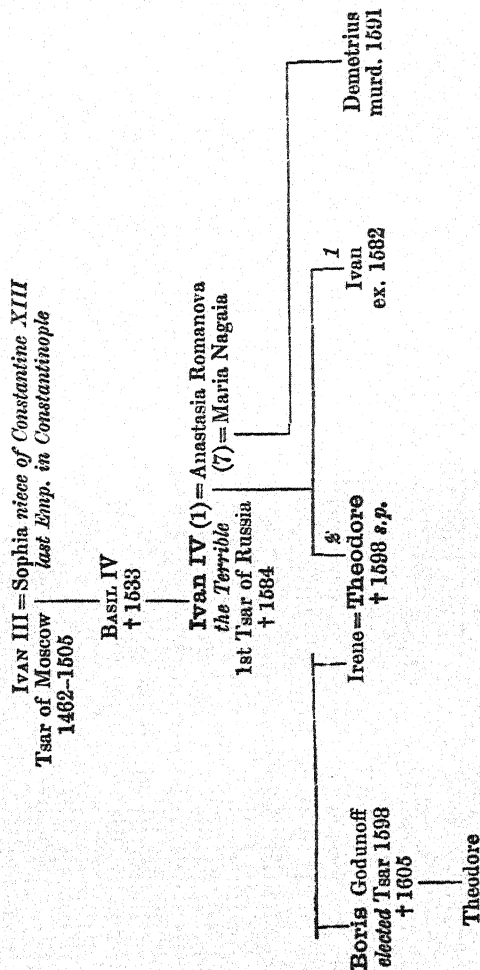 IVAN III = Sophia niece of Constantine XIII
Tsar of Moscow last Emp. in Constantinople
1462–1505
BASIL IV
†1533
Ivan IV (1) = Anastasia Romanova
the Terrible (7) = Maria Nagaia
1st Tsar of Russia
†1584
Boris Godunoff
elected Tsar 1598
†1605
Irene = Theodore
†1598 s.p.
2
1
Ivan
ex. 1582
Demetrius
murd. 1591
Theodore